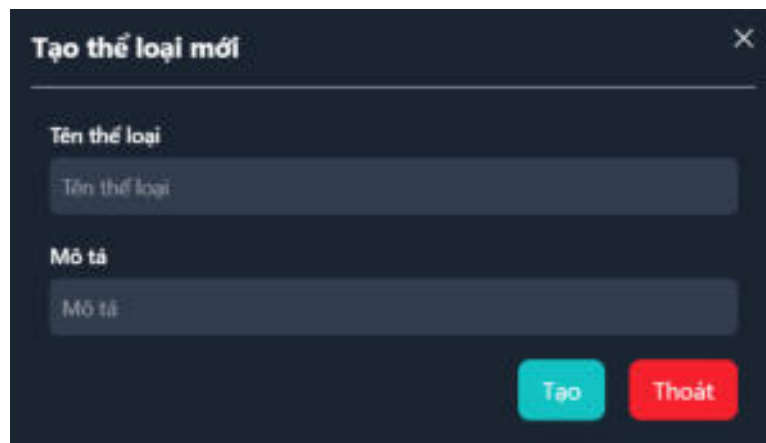 Tạo thể loại mới
Tên thể loại
Tên thể loại
Mô tả
Mô tả
Tạo
Thoát